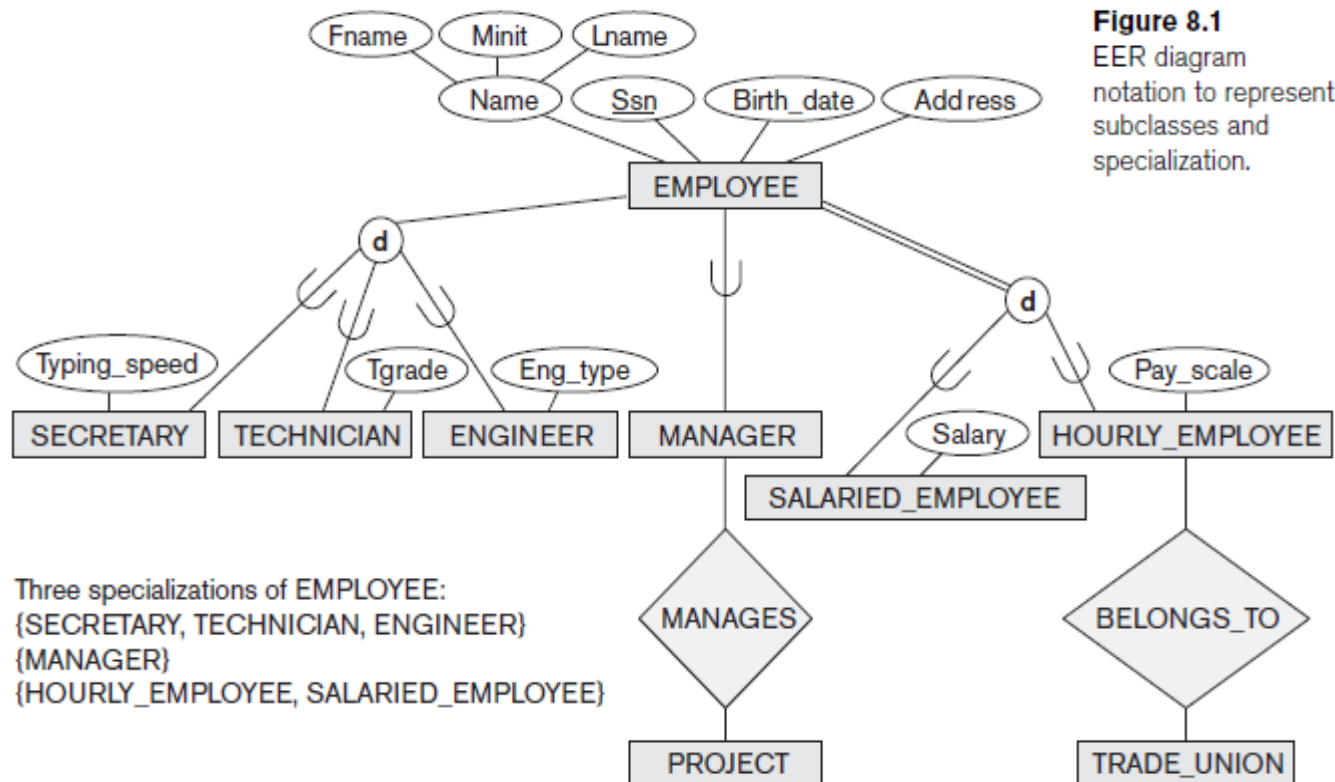 Figure 8.1
EER diagram
notation to represent
subclasses and
specialization.
Fname Minit Lname
Name Ssn Birth_date Address
EMPLOYEE
d
d
Typing_speed Tgrade Eng_type Pay_scale
SECRETARY TECHNICIAN ENGINEER MANAGER Salary HOURLY_EMPLOYEE
SALARIED_EMPLOYEE
Three specializations of EMPLOYEE:
{SECRETARY, TECHNICIAN, ENGINEER}
{MANAGER}
{HOURLY_EMPLOYEE, SALARIED_EMPLOYEE}
MANAGES BELONGS_TO
PROJECT TRADE_UNION